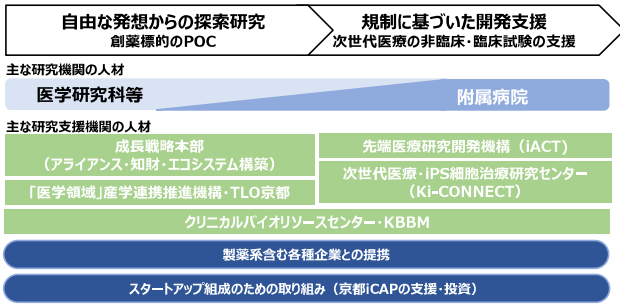 自由な発想からの探索研究
創薬標的のPOC
規制に基づいた開発支援
次世代医療の非臨床・臨床試験の支援
主な研究機関の人材
医学研究科等
附属病院
主な研究支援機関の人材
成長戦略本部
（アライアンス・知財・エコシステム構築）
「医学領域」産学連携推進機構・TLO京都
先端医療研究開発機構（iACT）
次世代医療・iPS細胞治療研究センター
（Ki-CONNECT）
クリニカルバイオリソースセンター・KBBM
製薬系含む各種企業との提携
スタートアップ組成のための取り組み（京都iCAPの支援・投資）